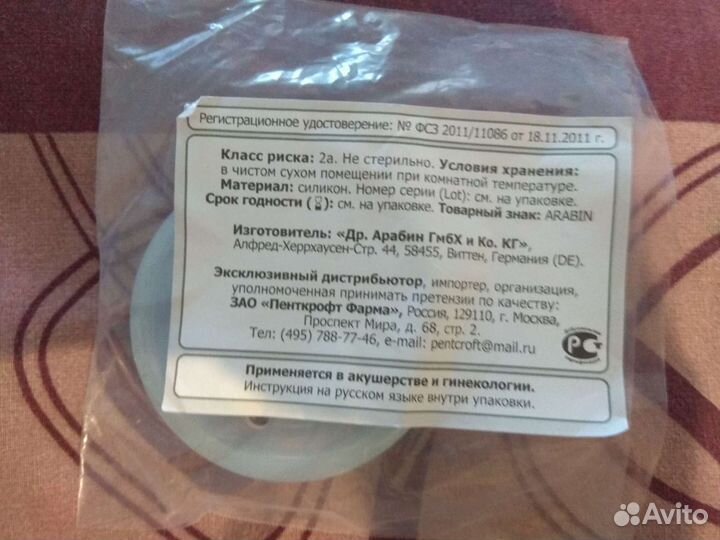 Регистрационное удостоверение: № ФСЗ 2011/11086 от 18.11.2011 г.
Класс риска: 2а. Не стерильно. Условия хранения:
в чистом сухом помещении при комнатной температуре.
Материал: силикон. Номер серии (Lot): см. на упаковке.
Срок годности (⌛): см. на упаковке. Товарный знак: ARABIN
Изготовитель: «Др. Арабин ГмбХ и Ко. КГ»,
Алфред-Херрхаусен-Стр. 44, 58455, Виттен, Германия (DE).
Эксклюзивный дистрибьютор, импортер, организация,
уполномоченная принимать претензии по качеству:
ЗАО «Пенткрофт Фарма», Россия, 129110, г. Москва,
Проспект Мира, д. 68, стр. 2.
Тел: (495) 788-77-46, e-mail: pentcroft@mail.ru
Применяется в акушерстве и гинекологии.
Инструкция на русском языке внутри упаковки.
Avito